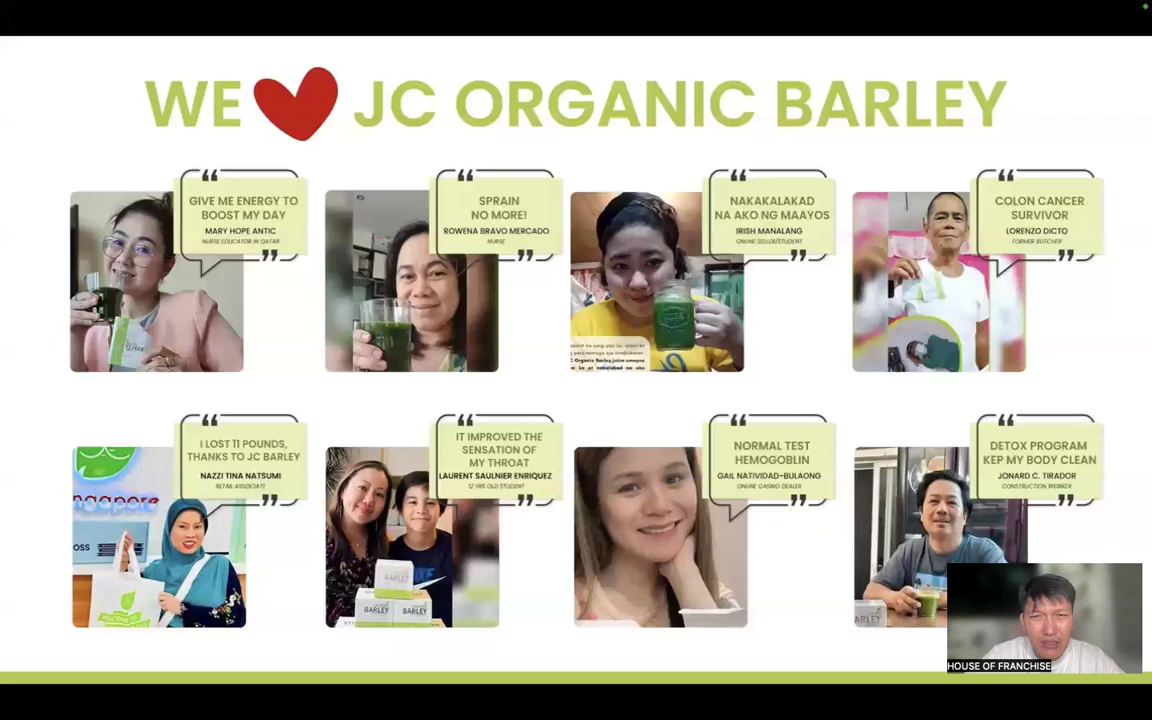 WE JC ORGANIC BARLEY
GIVE ME ENERGY TO
BOOST MY DAY
MARY HOPE ANTIC
NURSE EDUCATOR IN QATAR
SPRAIN
NO MORE!
ROWENA BRAVO MERCADO
NURSE
NAKAKALAKAD
NA AKO NG MAAYOS
IRISH MANALANG
ONLINE SELLER/STUDENT
COLON CANCER
SURVIVOR
LORENZO DICTO
FORMER BUTCHER
I LOST 11 POUNDS,
THANKS TO JC BARLEY
NAZZI TINA NATSUMI
RETAIL ASSOCIATE
IT IMPROVED THE
SENSATION OF
MY THROAT
LAURENT SAULNIER ENRIQUEZ
12 YRS OLD STUDENT
BARLEY
BARLEY
BARLEY
NORMAL TEST
HEMOGOBLIN
GAIL NATIVIDAD-BULAONG
ONLINE CASINO DEALER
DETOX PROGRAM
KEP MY BODY CLEAN
JONARD C. TIRADOR
CONSTRUCTION WORKER
HOUSE OF FRANCHISE